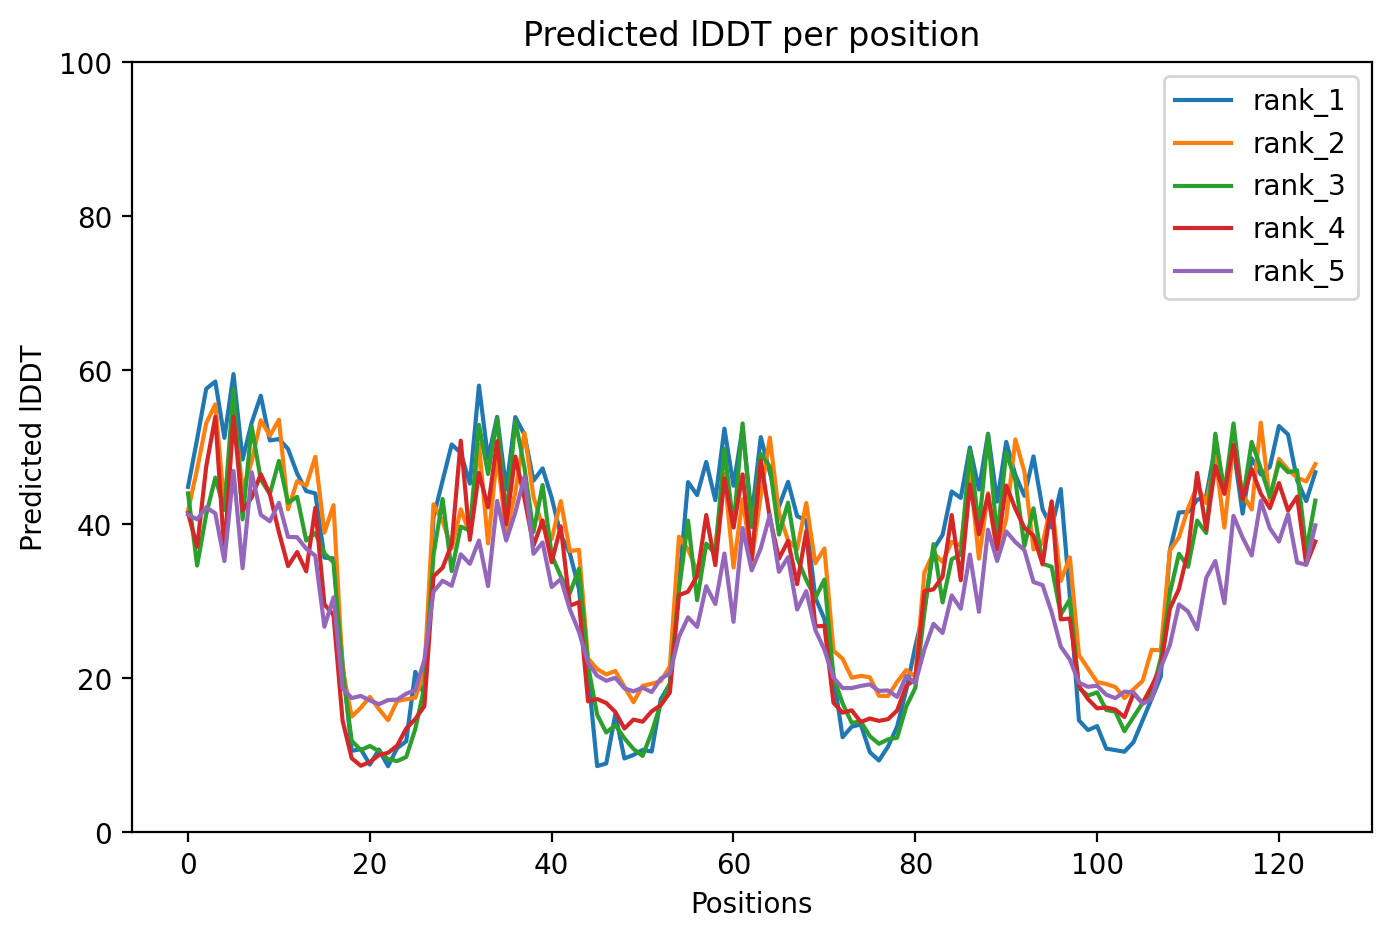 Predicted lDDT per position
100
80
60
40
20
0
Predicted lDDT
0 20 40 60 80 100 120
Positions
rank_1
rank_2
rank_3
rank_4
rank_5